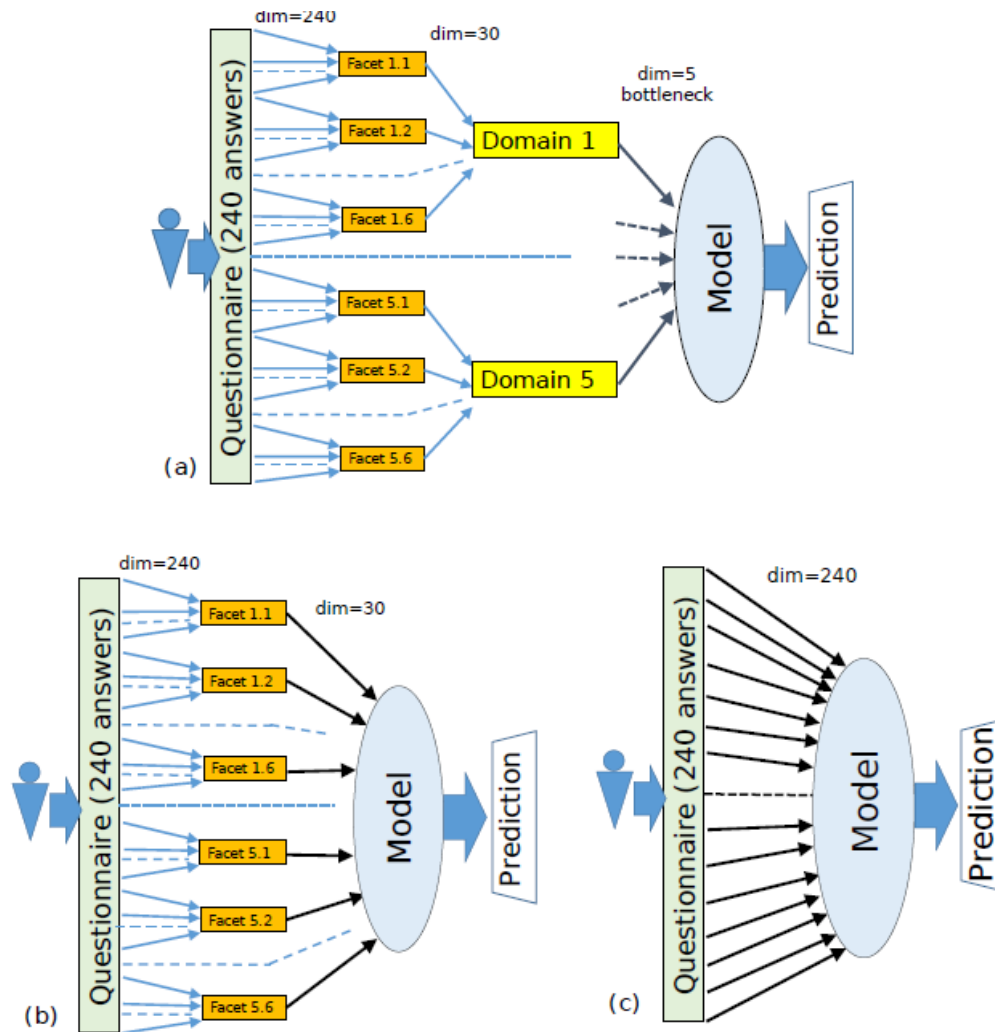 dim=240
dim=30
dim=5
bottleneck
Questionnaire (240 answers)
Facet 1.1
Facet 1.2
Facet 1.6
Facet 5.1
Facet 5.2
Facet 5.6
Domain 1
Domain 5
Model
Prediction
(a)
dim=240
dim=30
Questionnaire (240 answers)
Facet 1.1
Facet 1.2
Facet 1.6
Facet 5.1
Facet 5.2
Facet 5.6
Model
Prediction
(b)
dim=240
Questionnaire (240 answers)
Model
Prediction
(c)